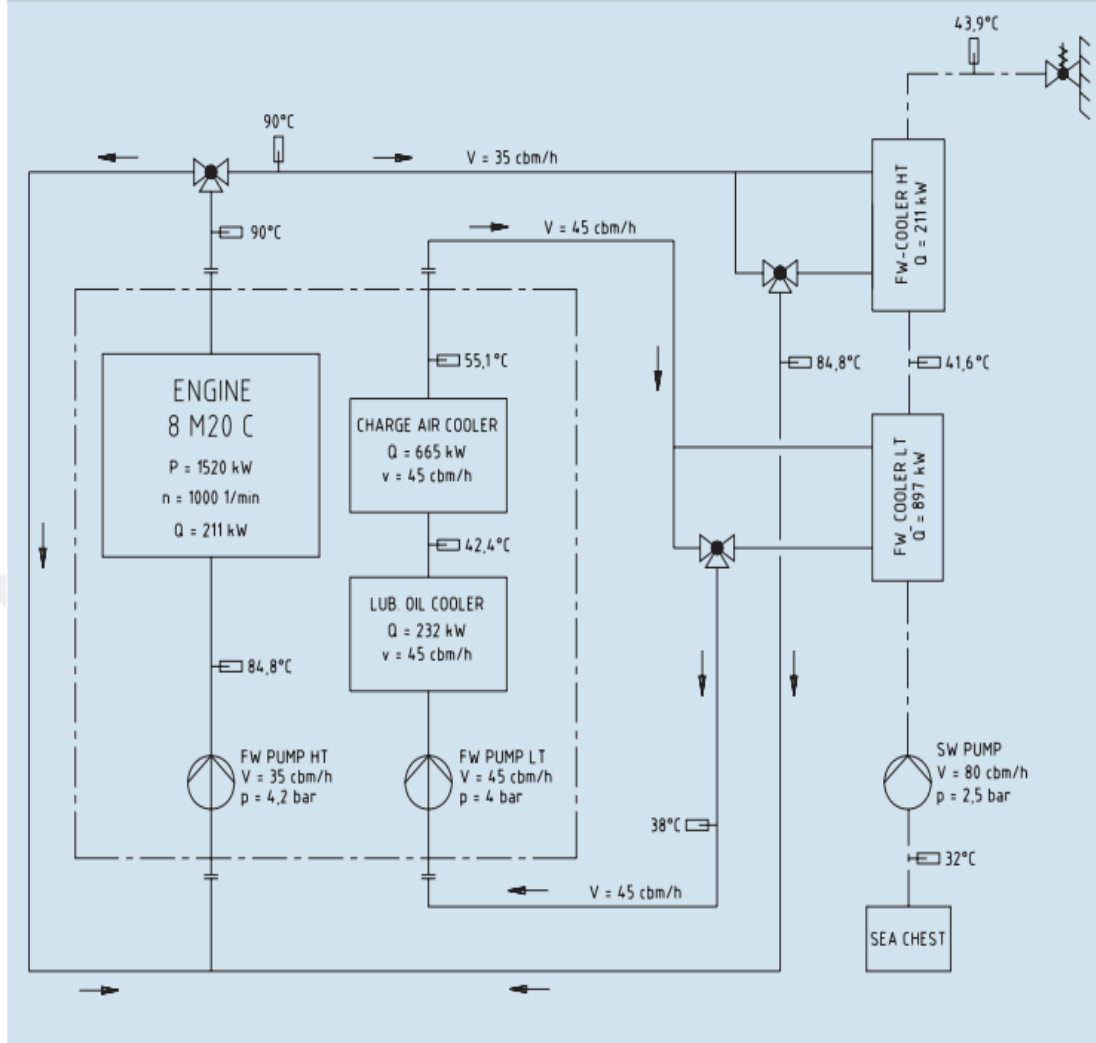 43,9°C
90°C
V = 35 cbm/h
90°C
V = 45 cbm/h
FW-COOLER HT
Q = 211 kW
55,1°C
84,8°C
41,6°C
ENGINE
8 M20 C
P = 1520 kW
n = 1000 1/min
Q = 211 kW
CHARGE AIR COOLER
Q = 665 kW
v = 45 cbm/h
FW_COOLER LT
Q = 897 kW
42,4°C
LUB. OIL COOLER
Q = 232 kW
v = 45 cbm/h
84,8°C
FW PUMP HT
V = 35 cbm/h
p = 4,2 bar
FW PUMP LT
V = 45 cbm/h
p = 4 bar
SW PUMP
V = 80 cbm/h
p = 2,5 bar
38°C
32°C
V = 45 cbm/h
SEA CHEST